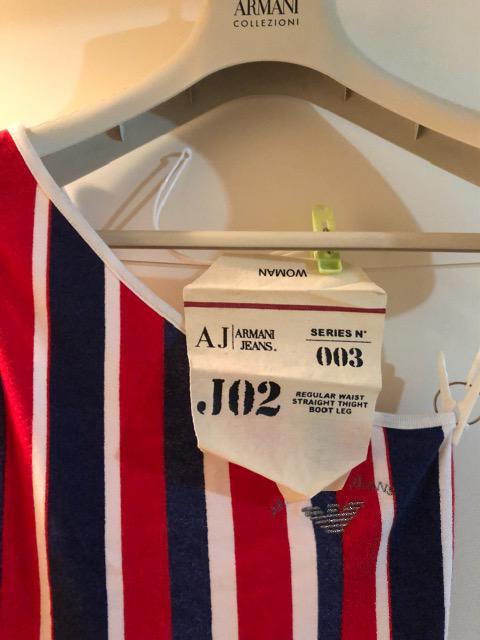 ARMANI
COLLEZIONI
WOMAN
AJ ARMANI JEANS®
SERIES N°
003
J02
REGULAR WAIST
STRAIGHT THIGHT
BOOT LEG